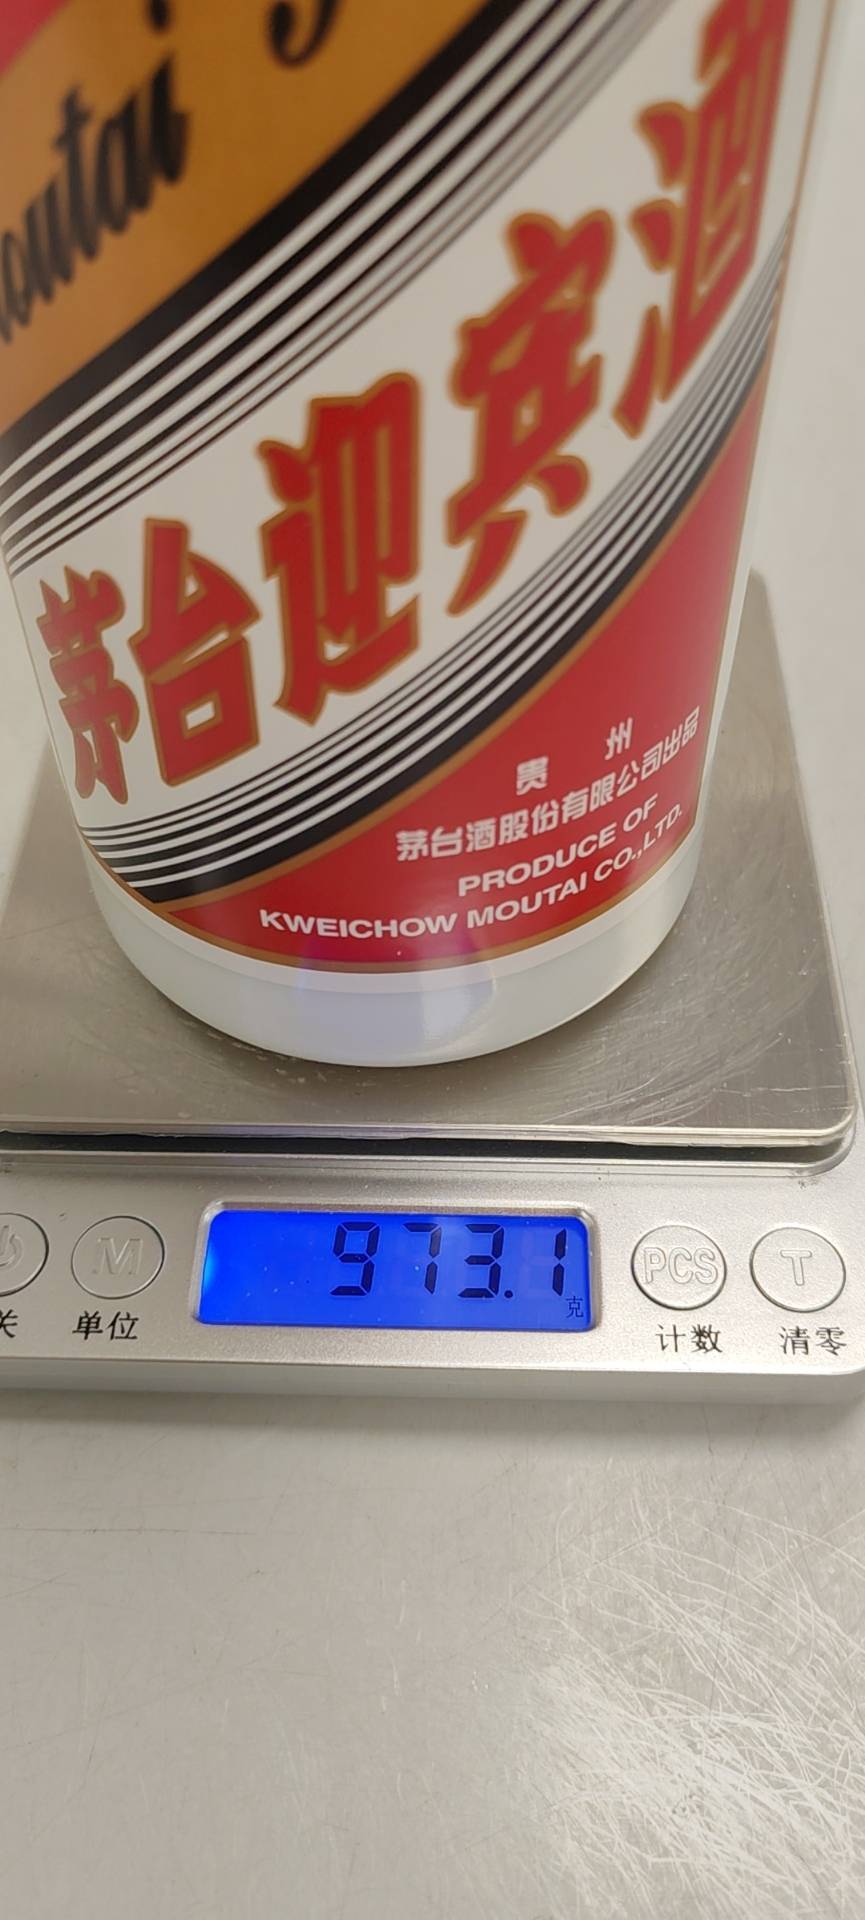 茅台迎宾酒
贵 州
茅台酒股份有限公司出品
PRODUCE OF
KWEICHOW MOUTAI CO.,LTD.
973.1
克
M
PCS
T
单位
计数
清零